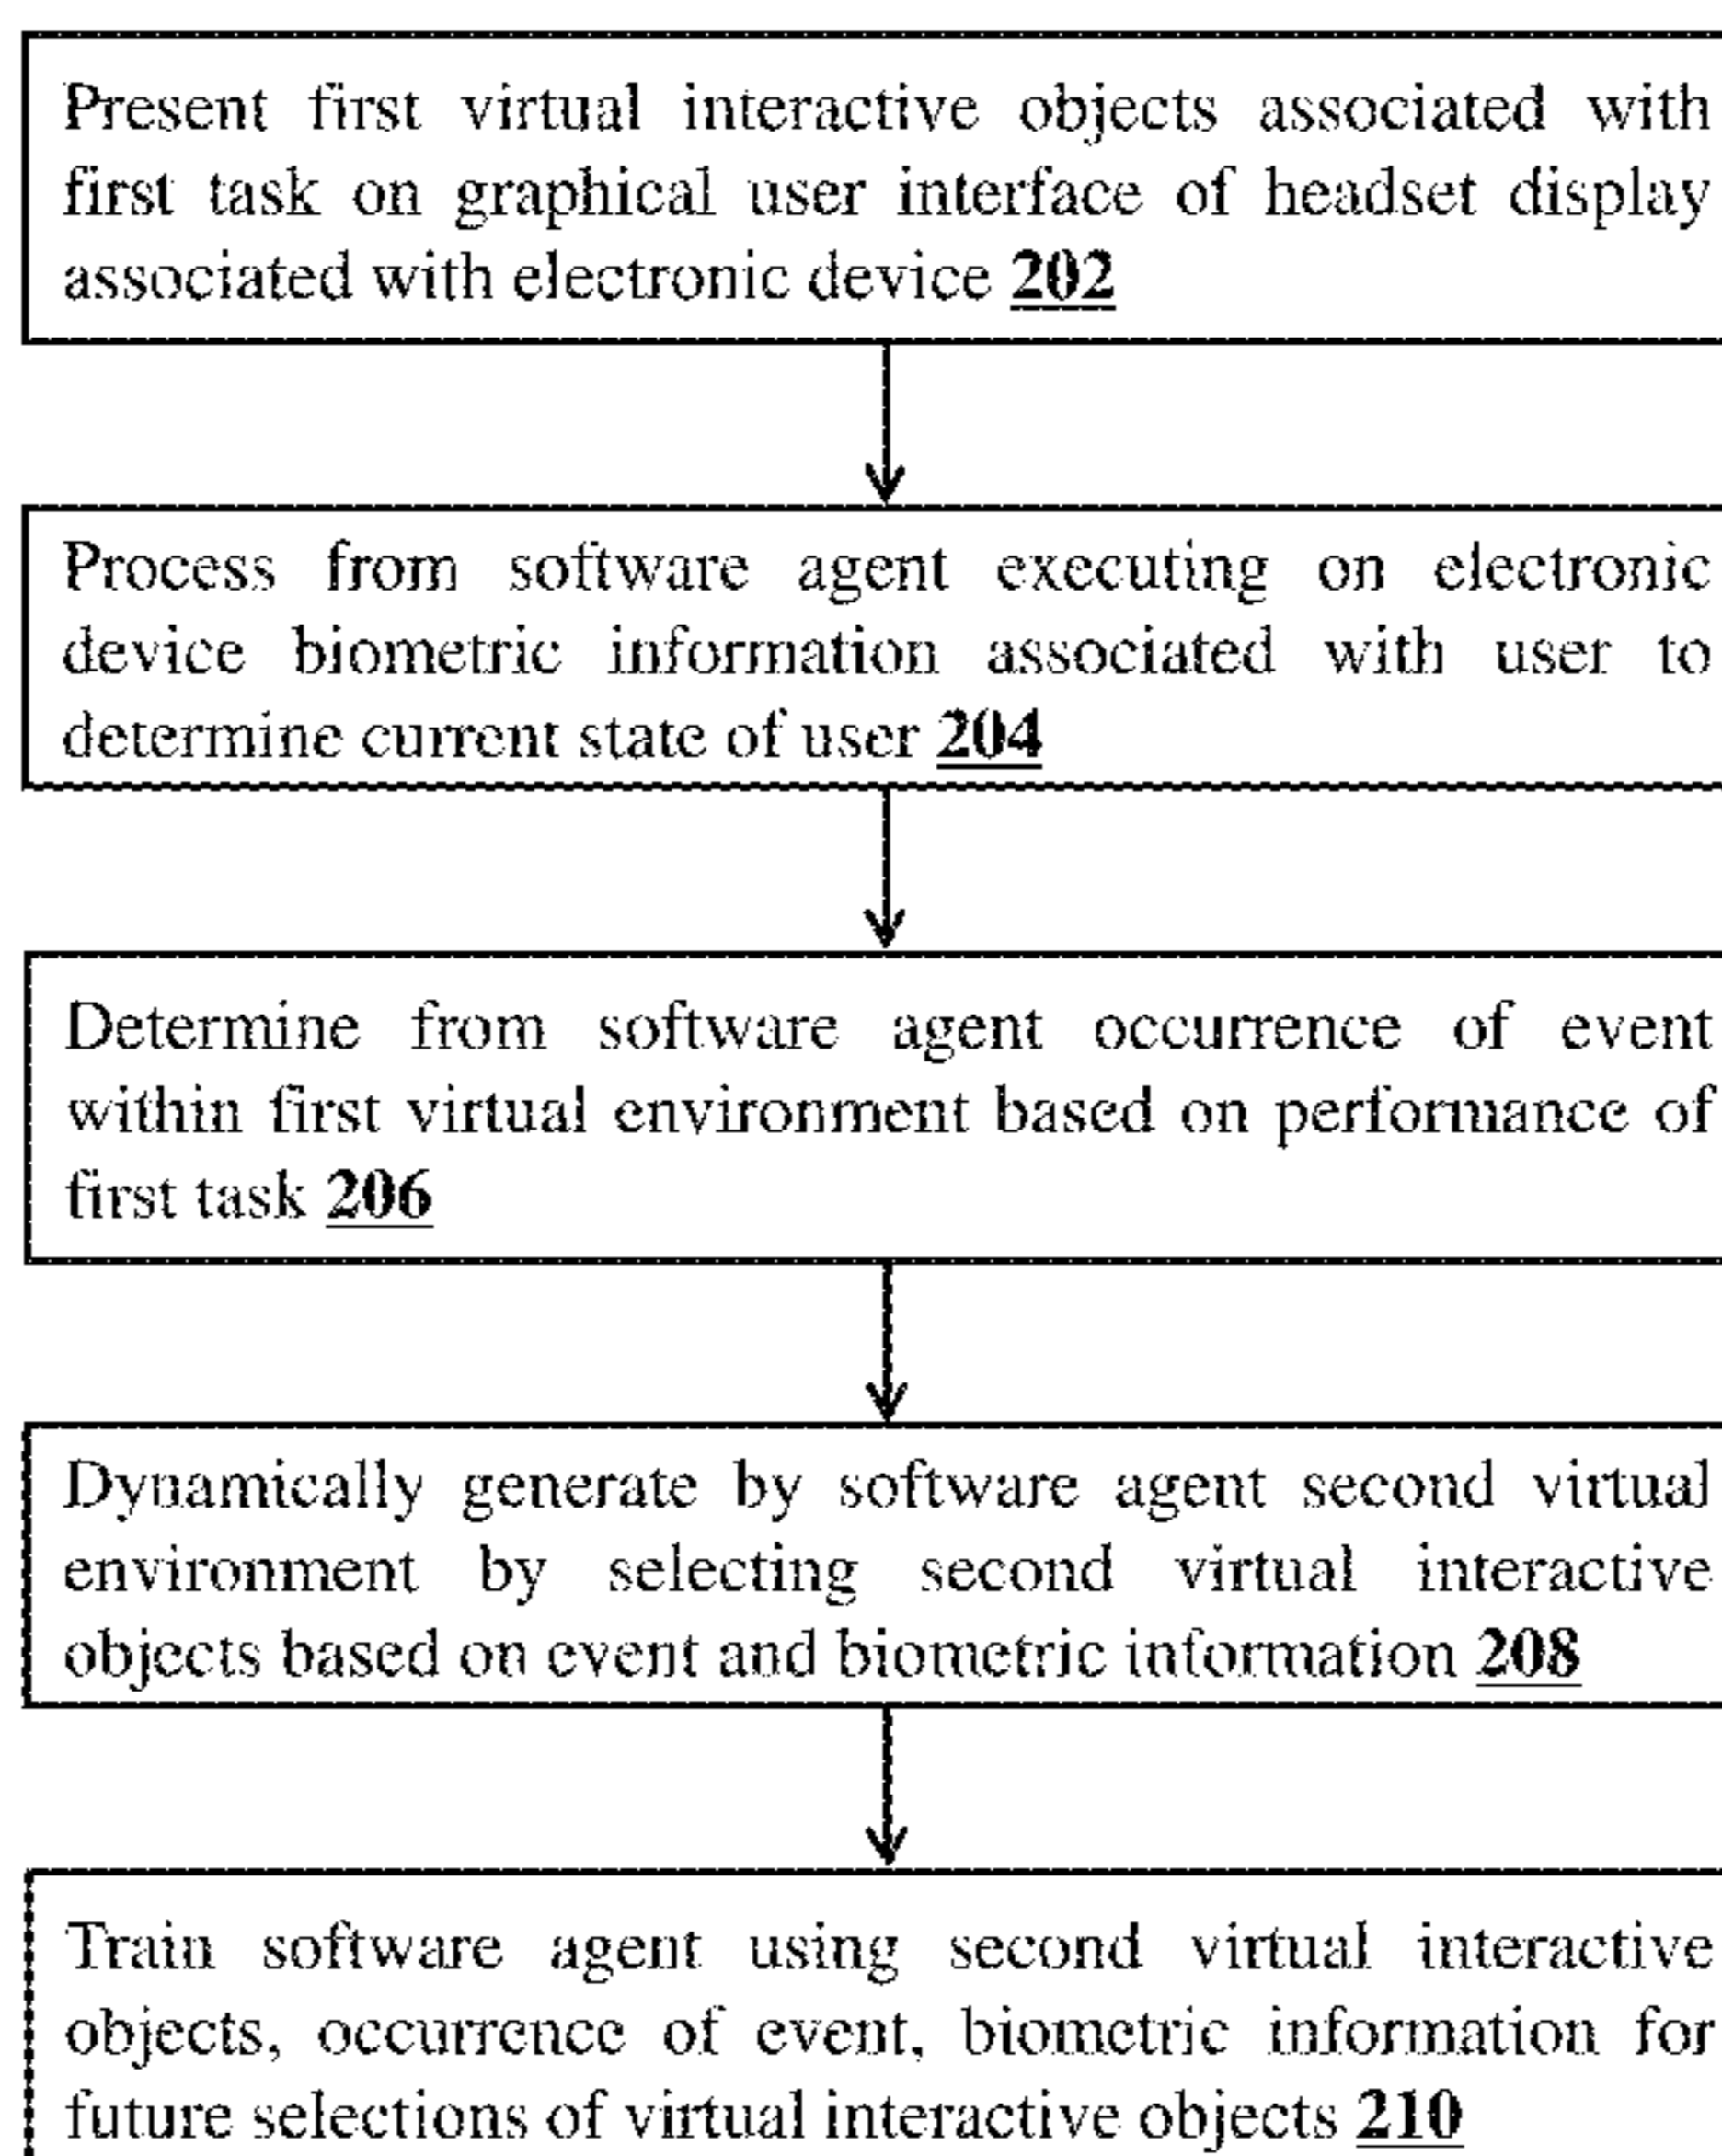 Present first virtual interactive objects associated with
first task on graphical user interface of headset display
associated with electronic device 202
Process from software agent executing on electronic
device biometric information associated with user to
determine current state of user 204
Determine from software agent occurrence of event
within first virtual environment based on performance of
first task 206
Dynamically generate by software agent second virtual
environment by selecting second virtual interactive
objects based on event and biometric information 208
Train software agent using second virtual interactive
objects, occurrence of event, biometric information for
future selections of virtual interactive objects 210